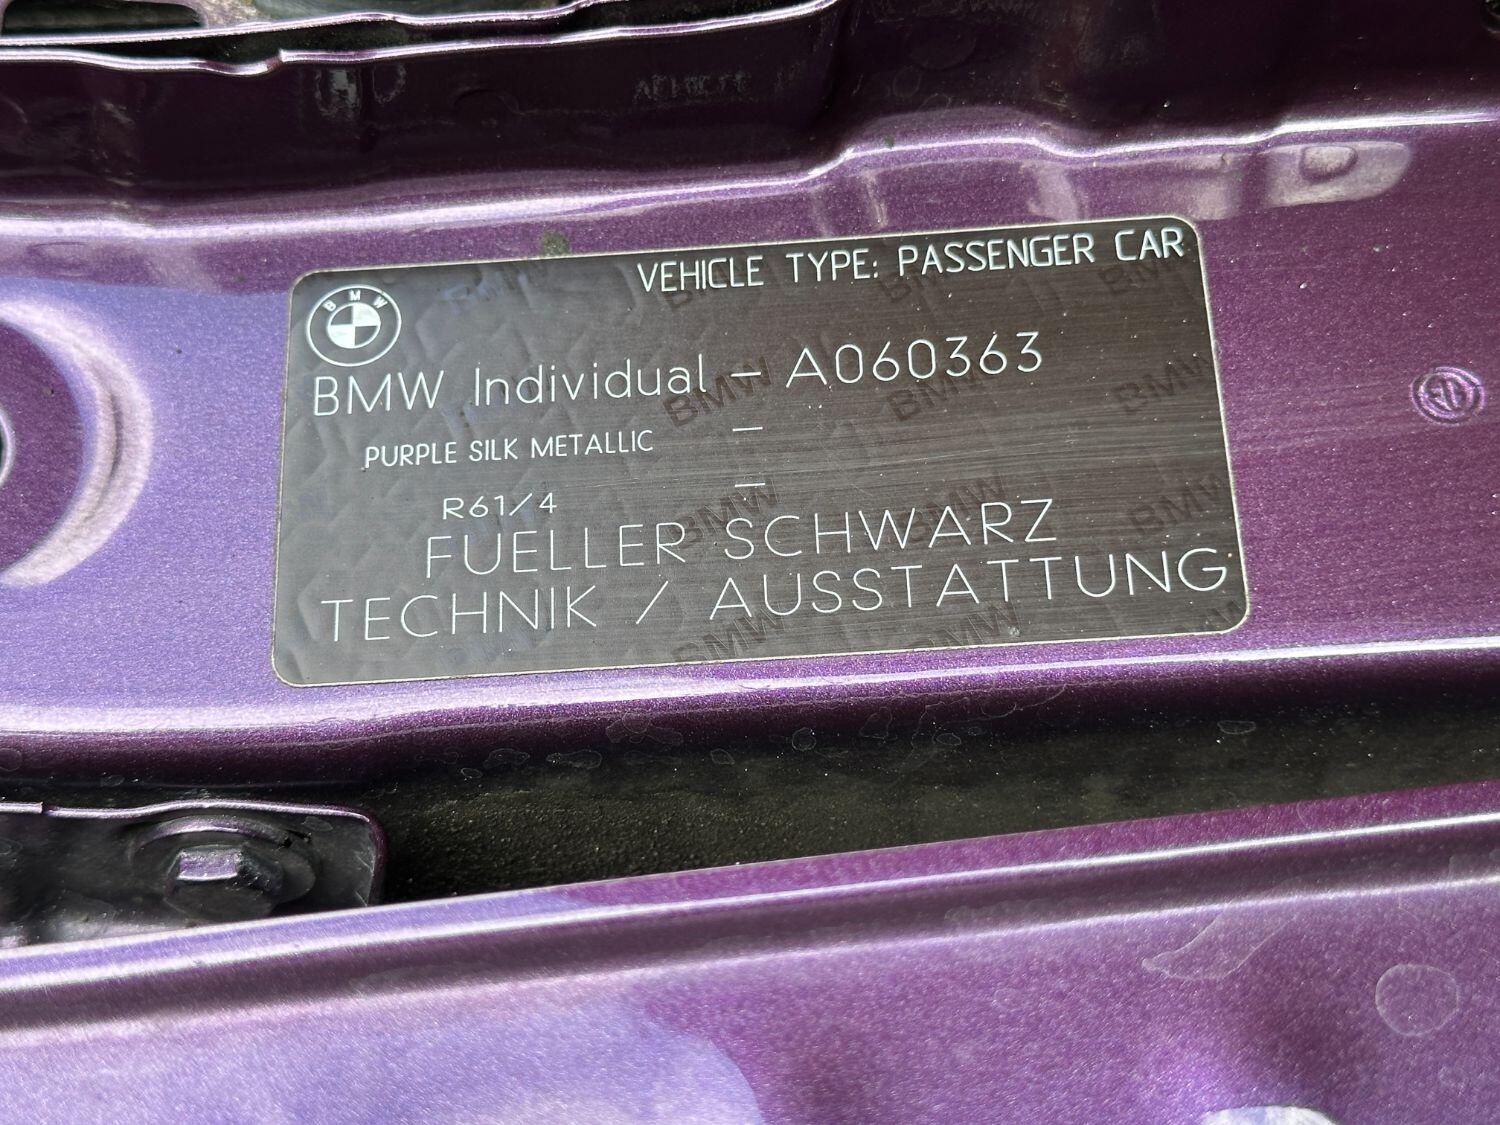 VEHICLE TYPE: PASSENGER CAR
BMW
BMW Individual – A060363
PURPLE SILK METALLIC –
R61/4 –
FUELLER SCHWARZ
TECHNIK / AUSSTATTUNG